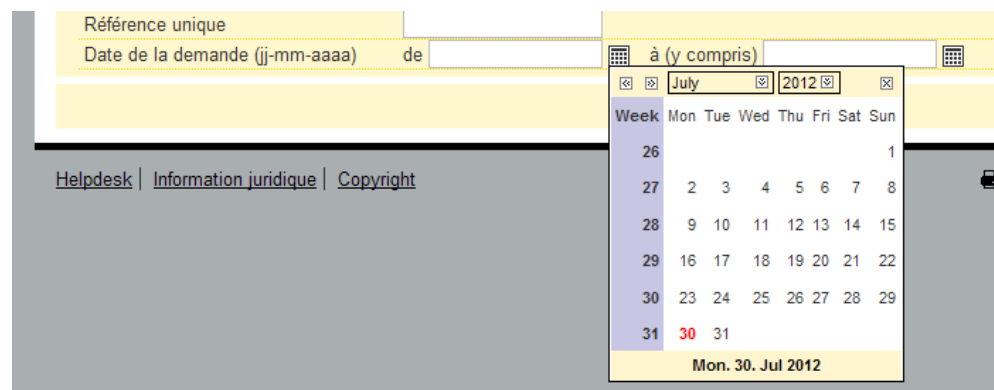 Référence unique
Date de la demande (jj-mm-aaaa) de à (y compris)
July 2012
Week Mon Tue Wed Thu Fri Sat Sun
26 1
27 2 3 4 5 6 7 8
28 9 10 11 12 13 14 15
29 16 17 18 19 20 21 22
30 23 24 25 26 27 28 29
31 30 31
Mon. 30. Jul 2012
Helpdesk | Information juridique | Copyright